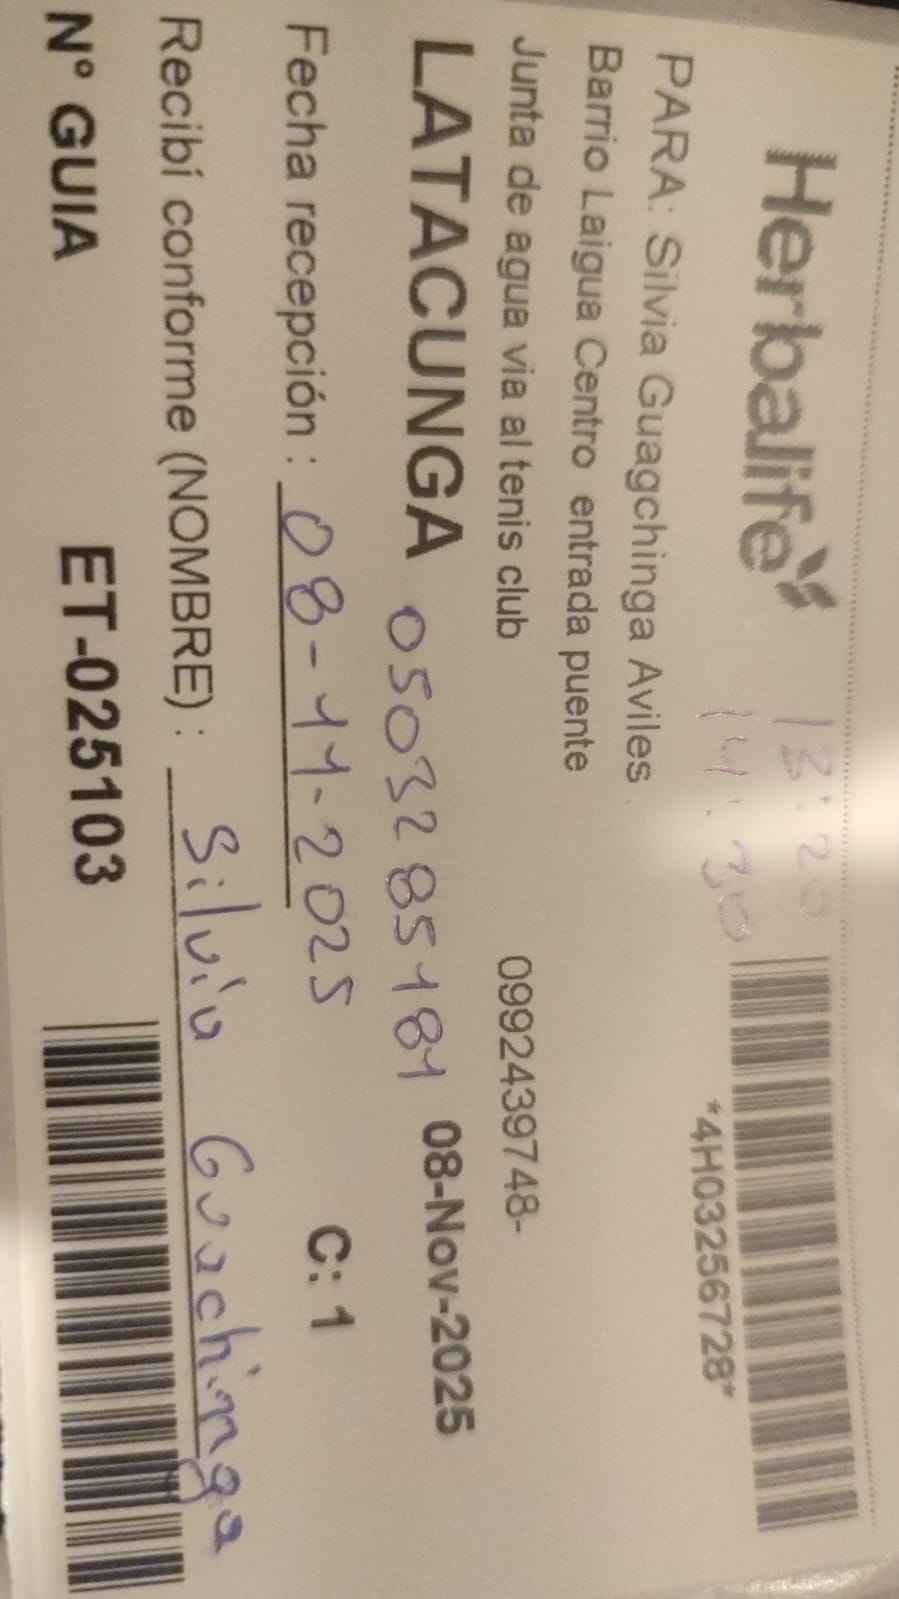 Herbalife
13:20
14:30
*4H03256728*
PARA: Silvia Guagchinga Aviles
Barrio Laigua Centro entrada puente
Junta de agua via al tenis club 0992439748-
LATACUNGA 0503285181 08-Nov-2025
Fecha recepción : 08-11-2025 C: 1
Recibí conforme (NOMBRE) : Silvia Guachinga
N° GUIA ET-025103